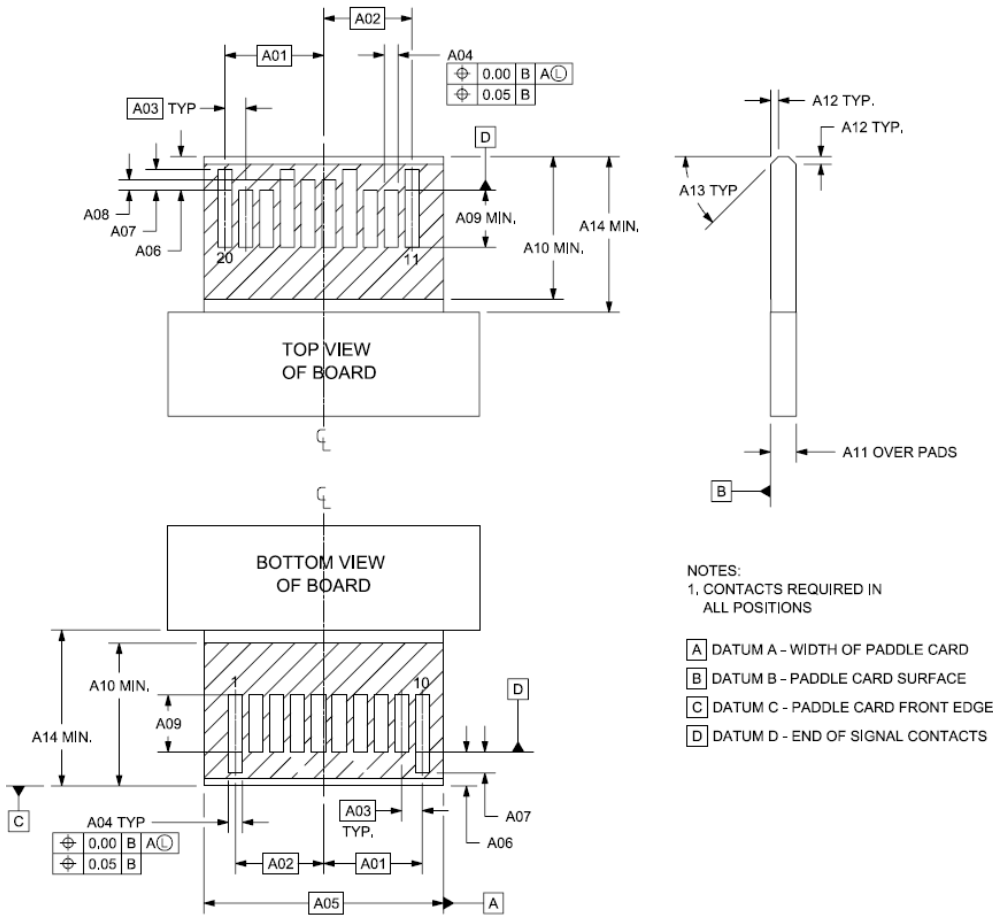 A02
A01
A04
⌖ 0.00 B A Ⓛ
⌖ 0.05 B
A03 TYP
D
A12 TYP.
A12 TYP.
A13 TYP
A08
A07
A06
A09 MIN.
A10 MIN.
A14 MIN.
20
11
TOP VIEW
OF BOARD
℄
A11 OVER PADS
B
℄
BOTTOM VIEW
OF BOARD
NOTES:
1. CONTACTS REQUIRED IN
ALL POSITIONS
A DATUM A - WIDTH OF PADDLE CARD
B DATUM B - PADDLE CARD SURFACE
C DATUM C - PADDLE CARD FRONT EDGE
D DATUM D - END OF SIGNAL CONTACTS
1
10
A10 MIN.
A09
D
A14 MIN.
C
A04 TYP
⌖ 0.00 B A Ⓛ
⌖ 0.05 B
A03
TYP.
A07
A06
A02
A01
A05
A